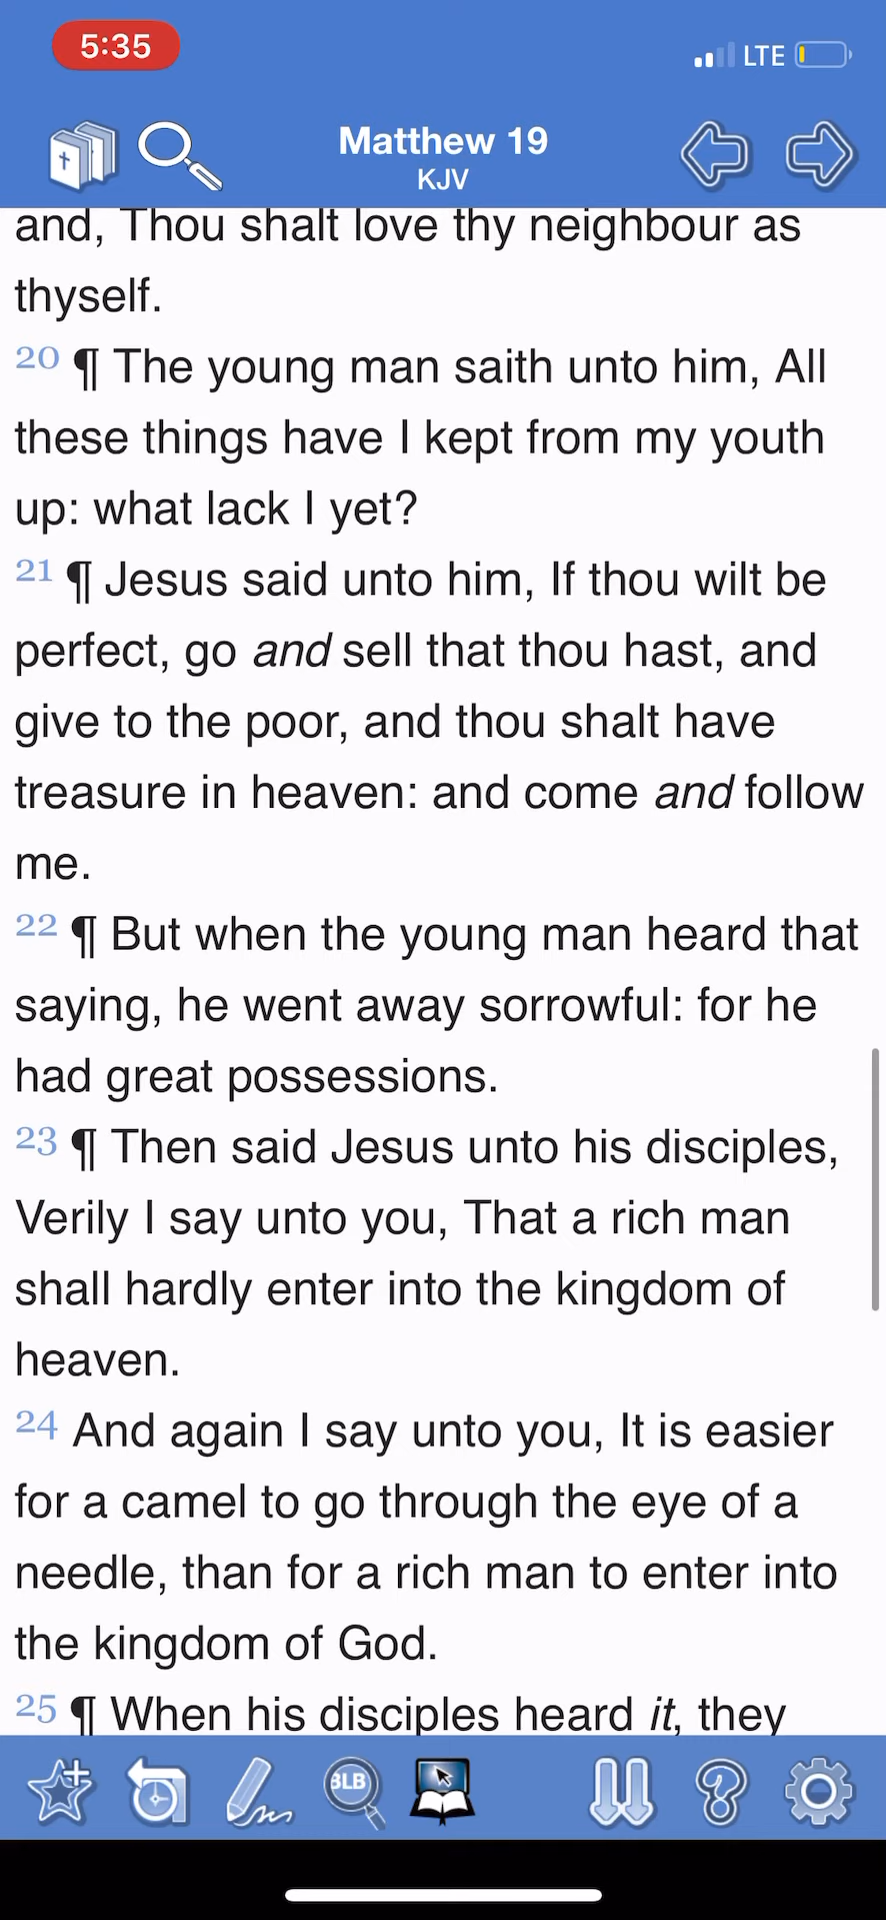 5:35
LTE
Matthew 19
KJV
and, Thou shalt love thy neighbour as
thyself.
20 ¶ The young man saith unto him, All
these things have I kept from my youth
up: what lack I yet?
21 ¶ Jesus said unto him, If thou wilt be
perfect, go and sell that thou hast, and
give to the poor, and thou shalt have
treasure in heaven: and come and follow
me.
22 ¶ But when the young man heard that
saying, he went away sorrowful: for he
had great possessions.
23 ¶ Then said Jesus unto his disciples,
Verily I say unto you, That a rich man
shall hardly enter into the kingdom of
heaven.
24 And again I say unto you, It is easier
for a camel to go through the eye of a
needle, than for a rich man to enter into
the kingdom of God.
25 ¶ When his disciples heard it, they
BLB